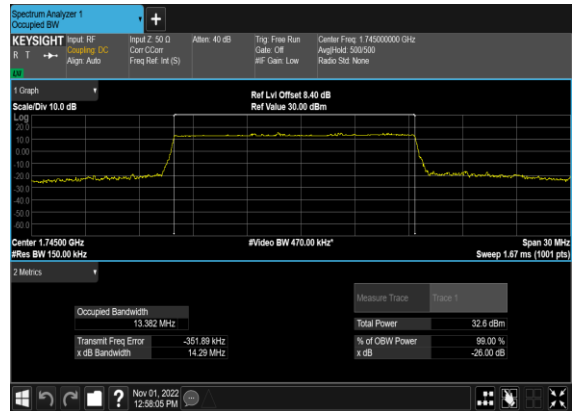 Spectrum Analyzer 1
Occupied BW
+
KEYSIGHT Input: RF Input Z: 50 Ω Atten: 40 dB Trig: Free Run Center Freq: 1.745000000 GHz
R T Coupling: DC Corr CCorr Gate: Off Avg|Hold: 500/500
Align: Auto Freq Ref: Int (S) #IF Gain: Low Radio Std: None
1 Graph Ref Lvl Offset 8.40 dB
Scale/Div 10.0 dB Ref Value 30.00 dBm
Log
20.0
10.0
0.00
-10.0
-20.0
-30.0
-40.0
-50.0
-60.0
Center 1.74500 GHz #Video BW 470.00 kHz* Span 30 MHz
#Res BW 150.00 kHz Sweep 1.67 ms (1001 pts)
2 Metrics
Measure Trace Trace 1
Occupied Bandwidth
13.382 MHz Total Power 32.6 dBm
Transmit Freq Error -351.89 kHz % of OBW Power 99.00 %
x dB Bandwidth 14.29 MHz x dB -26.00 dB
? Nov 01, 2022
12:58:05 PM